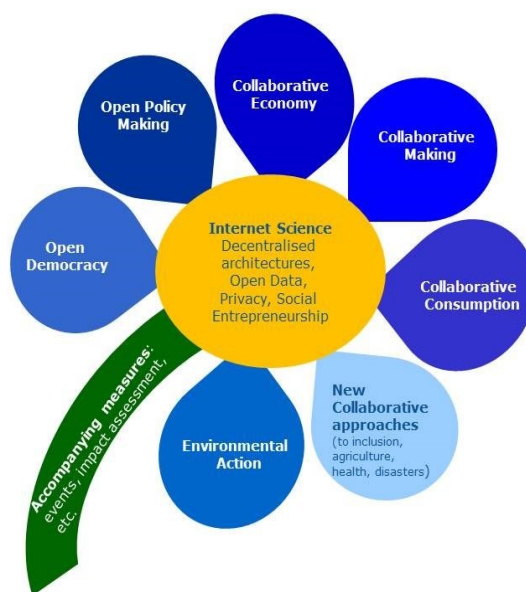 Collaborative
Economy
Open Policy
Making
Collaborative
Making
Open
Democracy
Internet Science
Decentralised
architectures,
Open Data,
Privacy, Social
Entrepreneurship
Collaborative
Consumption
New
Collaborative
approaches
(to inclusion,
agriculture,
health, disasters)
Environmental
Action
Accompanying measures:
events, impact assessment,
etc.